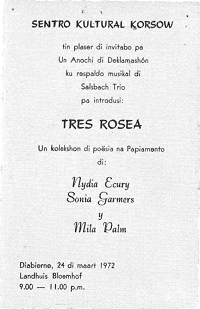 SENTRO KULTURAL KORSOW
tin plaser di invitabo pa
Un Anochi di Deklamashón
ku respaldo musikal di
Salsbach Trio
pa introdusi:
TRES ROSEA
Un kolekshon di poësia na Papiamento
di:
Nydia Ecury
Sonia Garmers
y
Mila Palm
Diabierne, 24 di maart 1972
Landhuis Bloemhof
9.00 — 11.00 p.m.